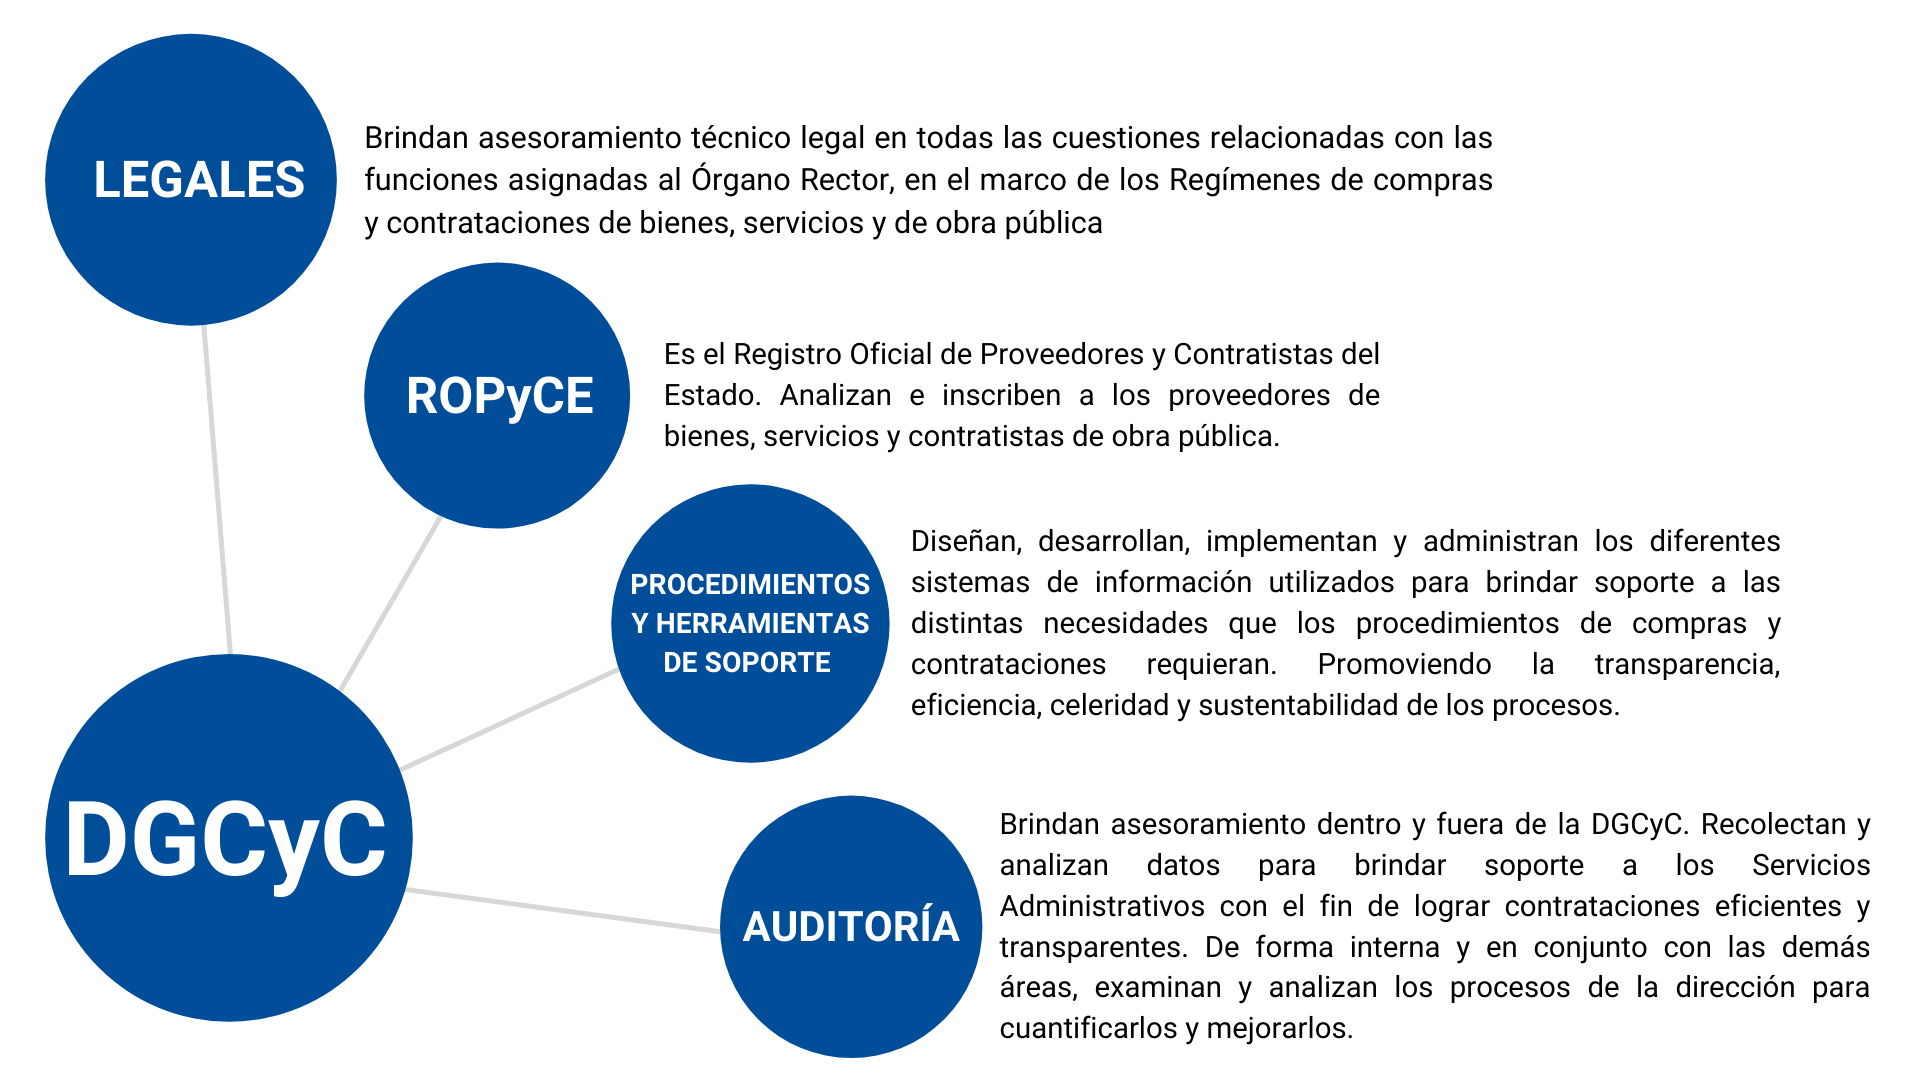 LEGALES
Brindan asesoramiento técnico legal en todas las cuestiones relacionadas con las
funciones asignadas al Órgano Rector, en el marco de los Regímenes de compras
y contrataciones de bienes, servicios y de obra pública
ROPyCE
Es el Registro Oficial de Proveedores y Contratistas del
Estado. Analizan e inscriben a los proveedores de
bienes, servicios y contratistas de obra pública.
PROCEDIMIENTOS
Y HERRAMIENTAS
DE SOPORTE
Diseñan, desarrollan, implementan y administran los diferentes
sistemas de información utilizados para brindar soporte a las
distintas necesidades que los procedimientos de compras y
contrataciones requieran. Promoviendo la transparencia,
eficiencia, celeridad y sustentabilidad de los procesos.
DGCyC
AUDITORÍA
Brindan asesoramiento dentro y fuera de la DGCyC. Recolectan y
analizan datos para brindar soporte a los Servicios
Administrativos con el fin de lograr contrataciones eficientes y
transparentes. De forma interna y en conjunto con las demás
áreas, examinan y analizan los procesos de la dirección para
cuantificarlos y mejorarlos.